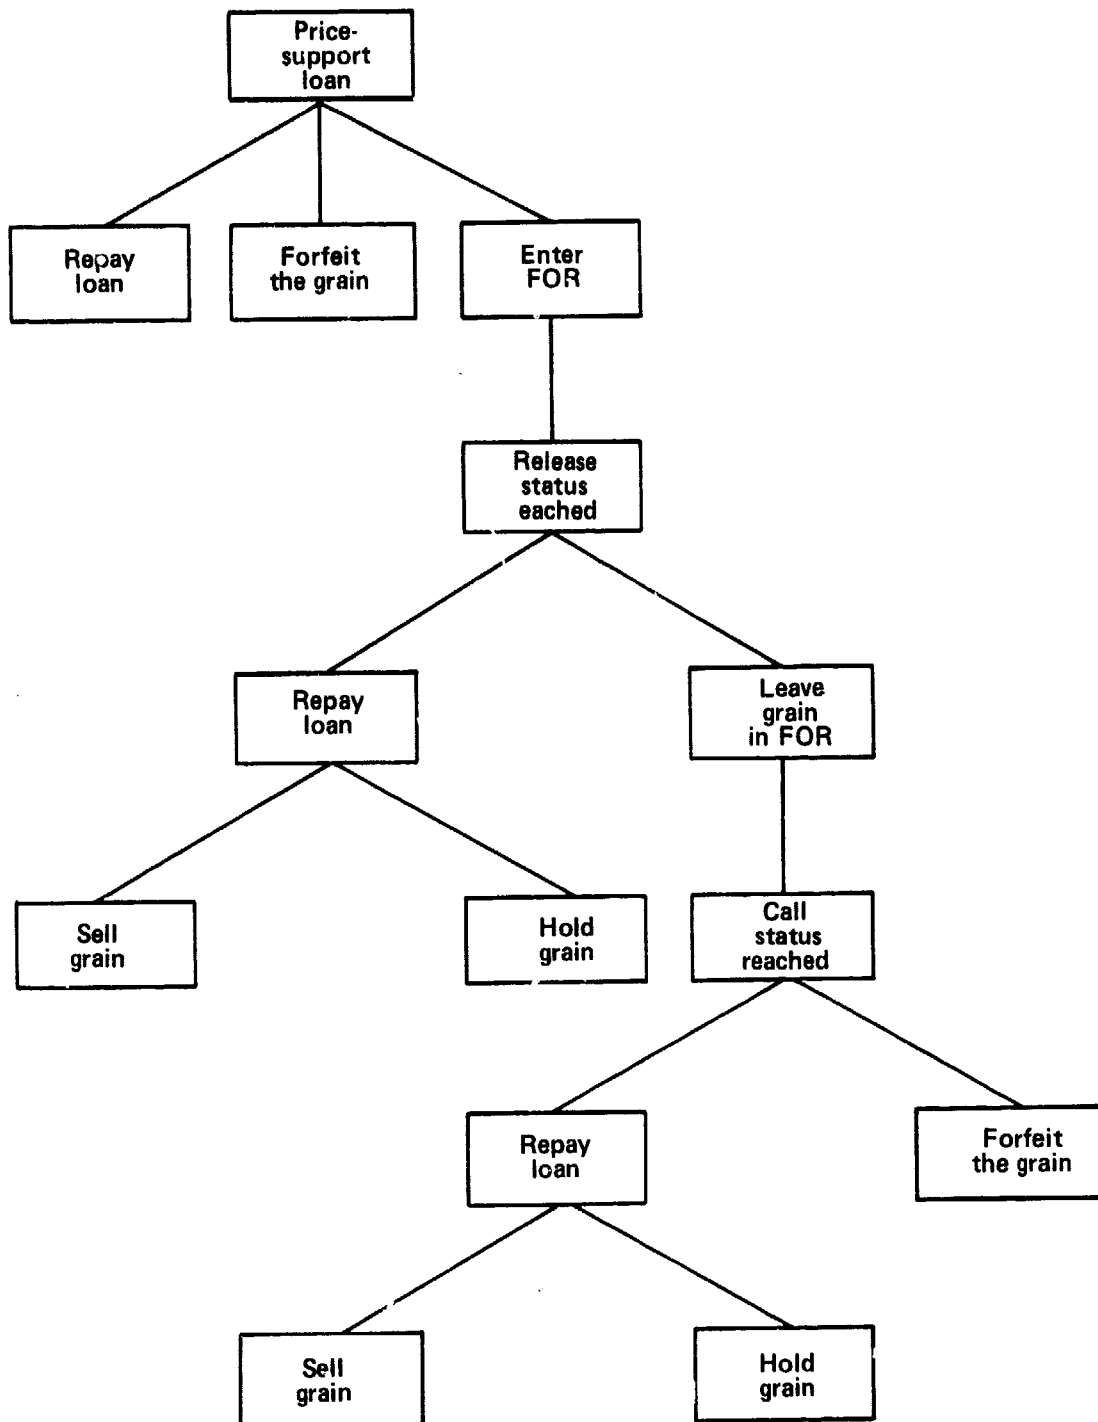 Price-
support
loan
Repay
loan
Forfeit
the grain
Enter
FOR
Release
status
eached
Repay
loan
Leave
grain
in FOR
Sell
grain
Hold
grain
Call
status
reached
Repay
loan
Forfeit
the grain
Sell
grain
Hold
grain